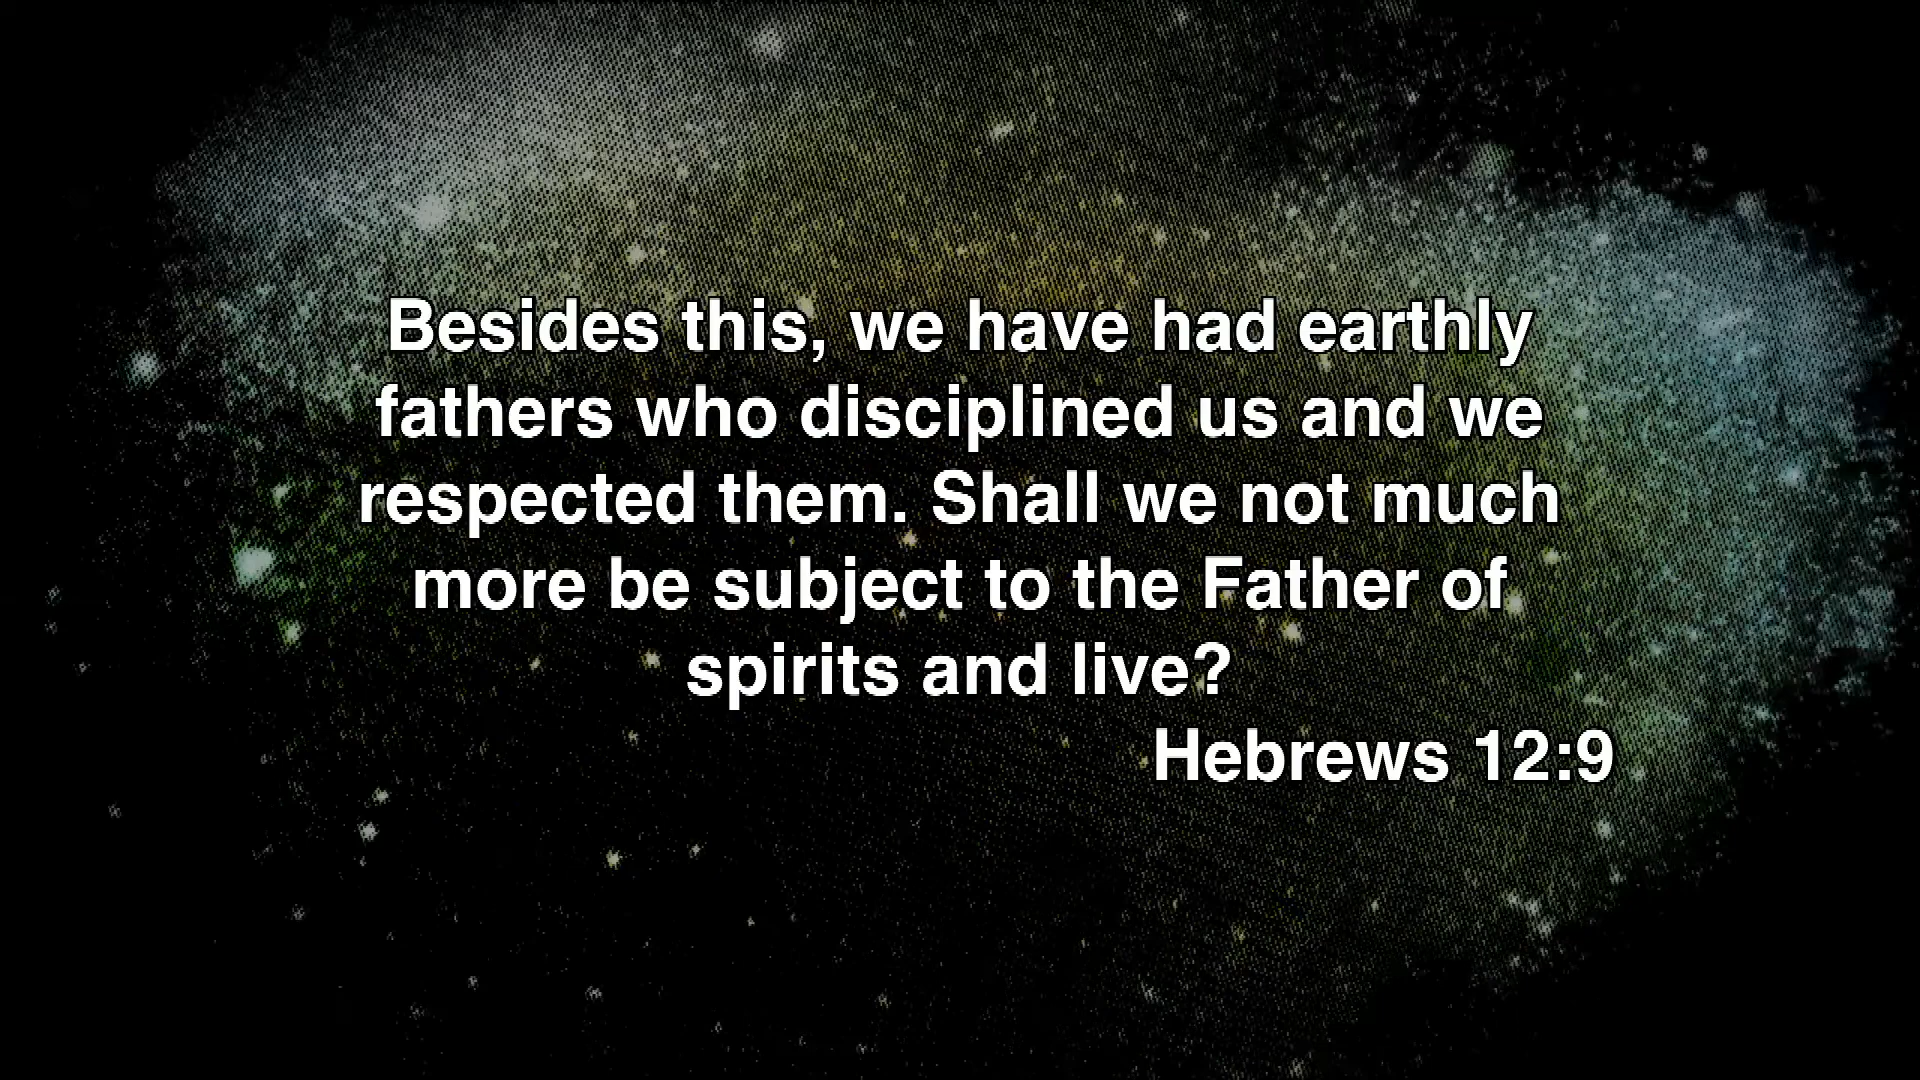 Besides this, we have had earthly
fathers who disciplined us and we
respected them. Shall we not much
more be subject to the Father of
spirits and live?
Hebrews 12:9